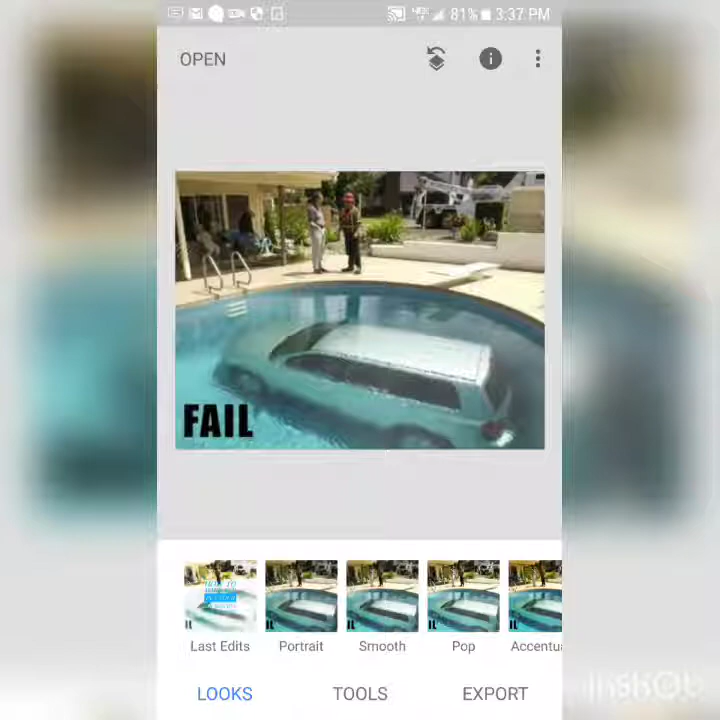 81% 3:37 PM
OPEN
FAIL
Last Edits
Portrait
Smooth
Pop
Accentu
LOOKS
TOOLS
EXPORT